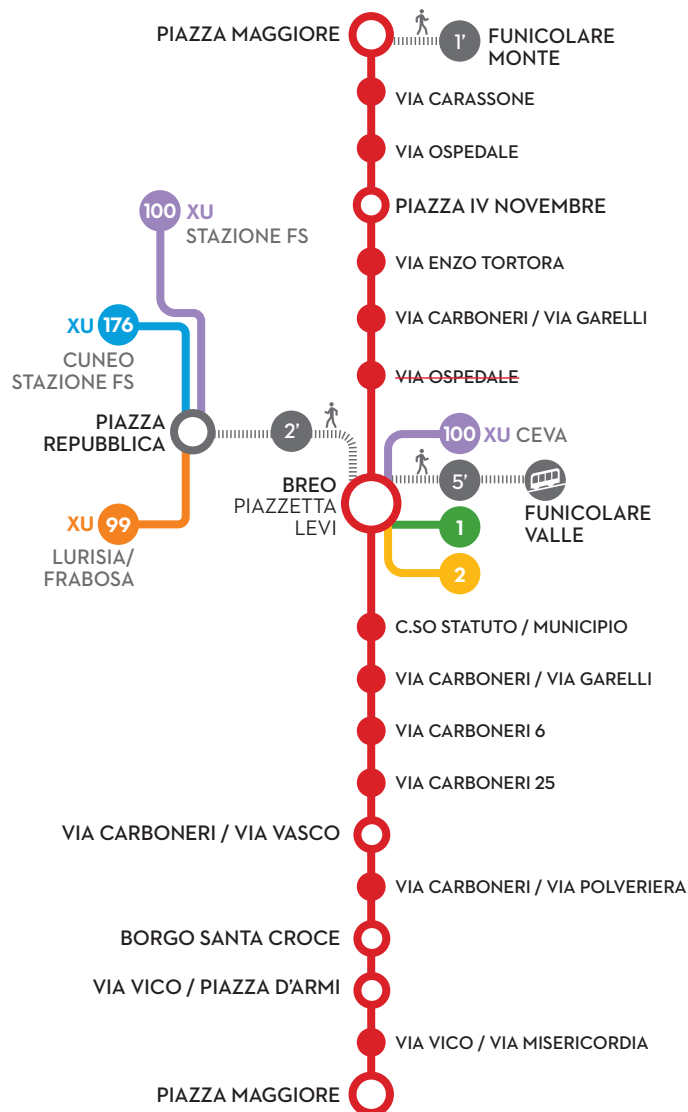 PIAZZA MAGGIORE
1’
FUNICOLARE
MONTE
VIA CARASSONE
VIA OSPEDALE
PIAZZA IV NOVEMBRE
100 XU
STAZIONE FS
VIA ENZO TORTORA
VIA CARBONERI / VIA GARELLI
XU 176
CUNEO
STAZIONE FS
VIA OSPEDALE
PIAZZA
REPUBBLICA
2’
100 XU CEVA
BREO
PIAZZETTA
LEVI
5’
FUNICOLARE
VALLE
XU 99
LURISIA/
FRABOSA
1
2
C.SO STATUTO / MUNICIPIO
VIA CARBONERI / VIA GARELLI
VIA CARBONERI 6
VIA CARBONERI 25
VIA CARBONERI / VIA VASCO
VIA CARBONERI / VIA POLVERIERA
BORGO SANTA CROCE
VIA VICO / PIAZZA D’ARMI
VIA VICO / VIA MISERICORDIA
PIAZZA MAGGIORE